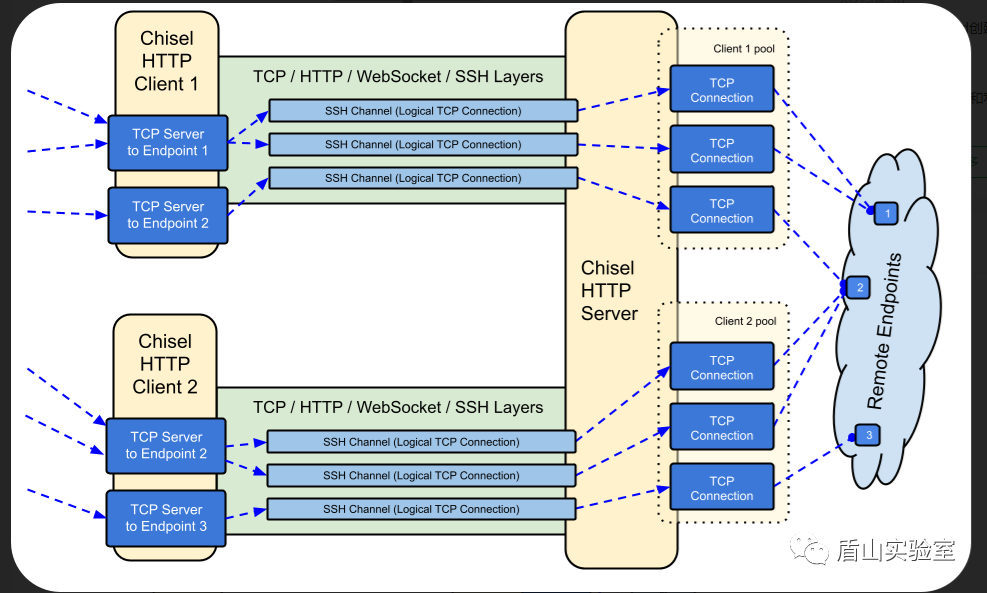 Chisel
HTTP
Client 1
TCP / HTTP / WebSocket / SSH Layers
SSH Channel (Logical TCP Connection)
SSH Channel (Logical TCP Connection)
SSH Channel (Logical TCP Connection)
TCP Server
to Endpoint 1
TCP Server
to Endpoint 2
Client 1 pool
TCP
Connection
TCP
Connection
TCP
Connection
Chisel
HTTP
Server
1
2
3
Remote Endpoints
Chisel
HTTP
Client 2
TCP / HTTP / WebSocket / SSH Layers
SSH Channel (Logical TCP Connection)
SSH Channel (Logical TCP Connection)
SSH Channel (Logical TCP Connection)
TCP Server
to Endpoint 2
TCP Server
to Endpoint 3
Client 2 pool
TCP
Connection
TCP
Connection
TCP
Connection
盾山实验室